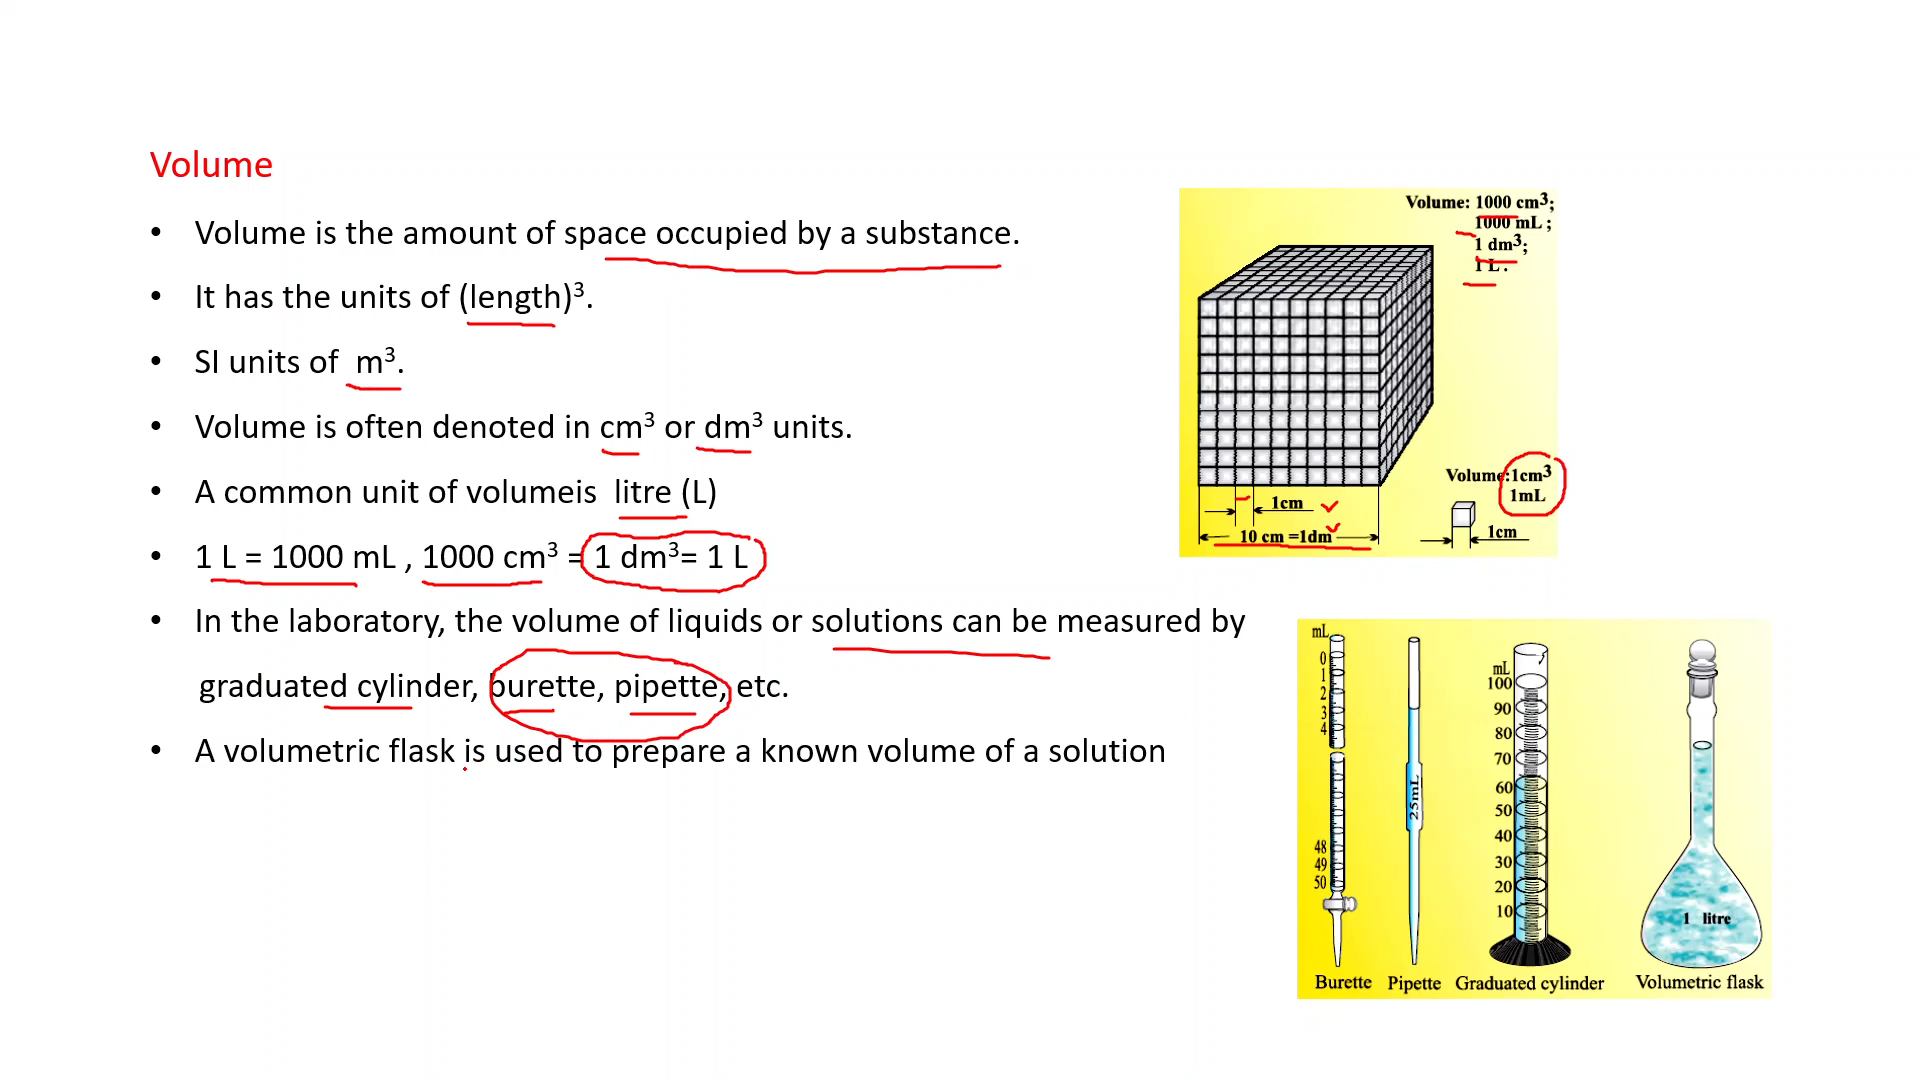 Volume
• Volume is the amount of space occupied by a substance.
• It has the units of (length)³.
• SI units of m³.
• Volume is often denoted in cm³ or dm³ units.
• A common unit of volumeis litre (L)
• 1 L = 1000 mL , 1000 cm³ = 1 dm³= 1 L
• In the laboratory, the volume of liquids or solutions can be measured by
graduated cylinder, burette, pipette, etc.
• A volumetric flask is used to prepare a known volume of a solution
Volume: 1000 cm³;
1000 mL ;
1 dm³;
1 L .
Volume:1cm³
1mL
1cm
10 cm =1dm
1cm
mL
0
1
2
3
4
48
49
50
Burette
25mL
Pipette
mL
100
90
80
70
60
50
40
30
20
10
Graduated cylinder
1 litre
Volumetric flask